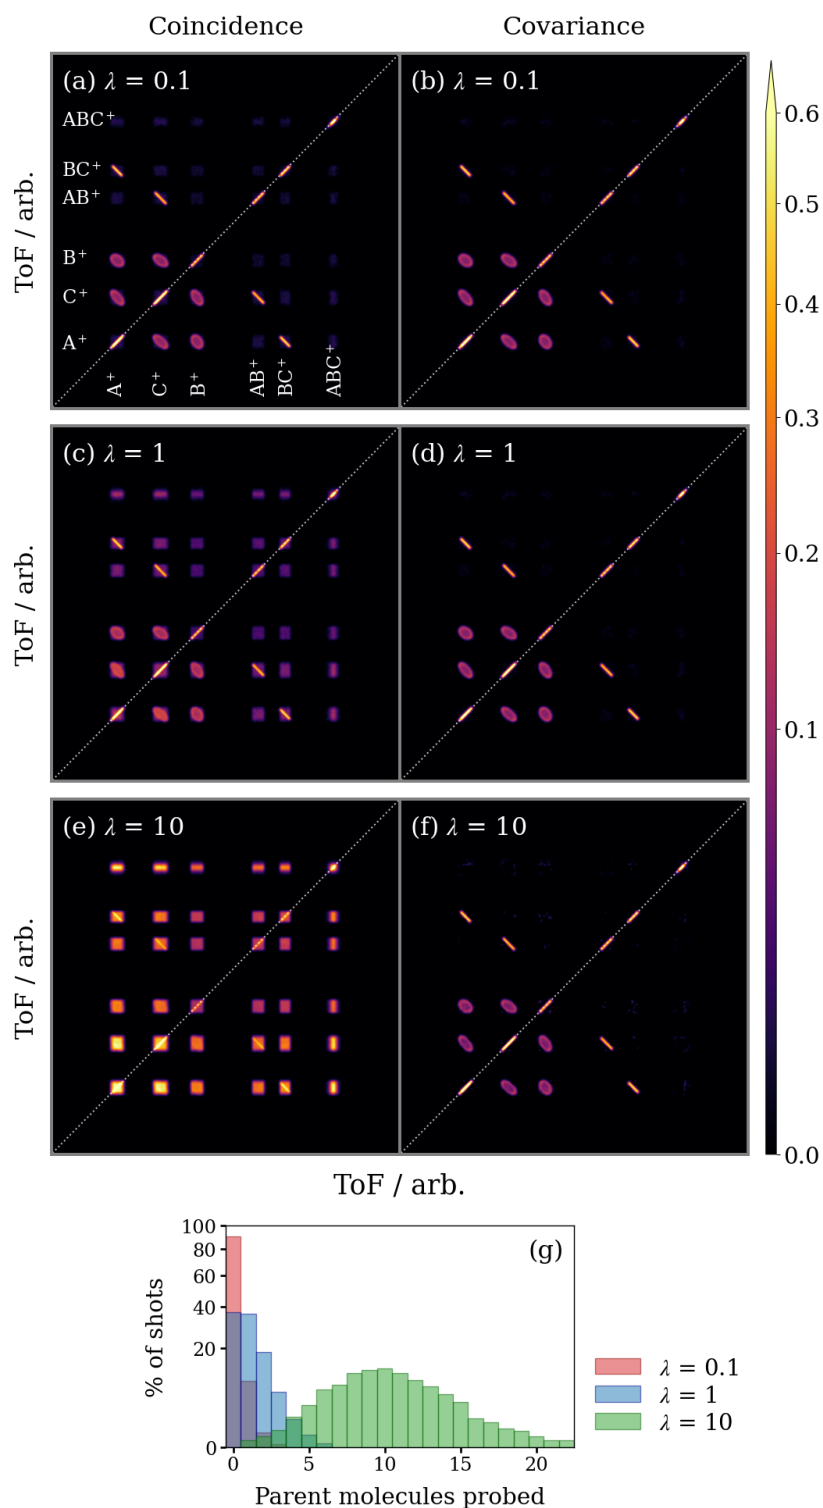 Coincidence Covariance
(a) λ = 0.1 (b) λ = 0.1
ABC⁺
BC⁺
AB⁺
B⁺
C⁺
A⁺
A⁺ C⁺ B⁺ AB⁺ BC⁺ ABC⁺
ToF / arb.
(c) λ = 1 (d) λ = 1
ToF / arb.
(e) λ = 10 (f) λ = 10
ToF / arb.
ToF / arb.
0.6
0.5
0.4
0.3
0.2
0.1
0.0
(g)
% of shots
100
80
60
40
20
0
0 5 10 15 20
Parent molecules probed
λ = 0.1
λ = 1
λ = 10